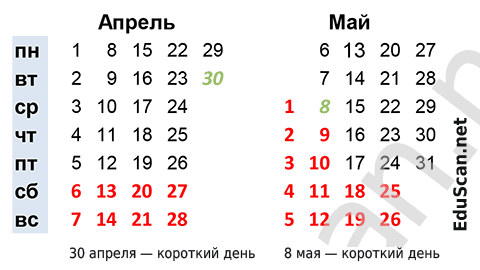 Апрель Май
пн 1 8 15 22 29 6 13 20 27
вт 2 9 16 23 30 7 14 21 28
ср 3 10 17 24 1 8 15 22 29
чт 4 11 18 25 2 9 16 23 30
пт 5 12 19 26 3 10 17 24 31
сб 6 13 20 27 4 11 18 25
вс 7 14 21 28 5 12 19 26
30 апреля — короткий день 8 мая — короткий день
EduScan.net